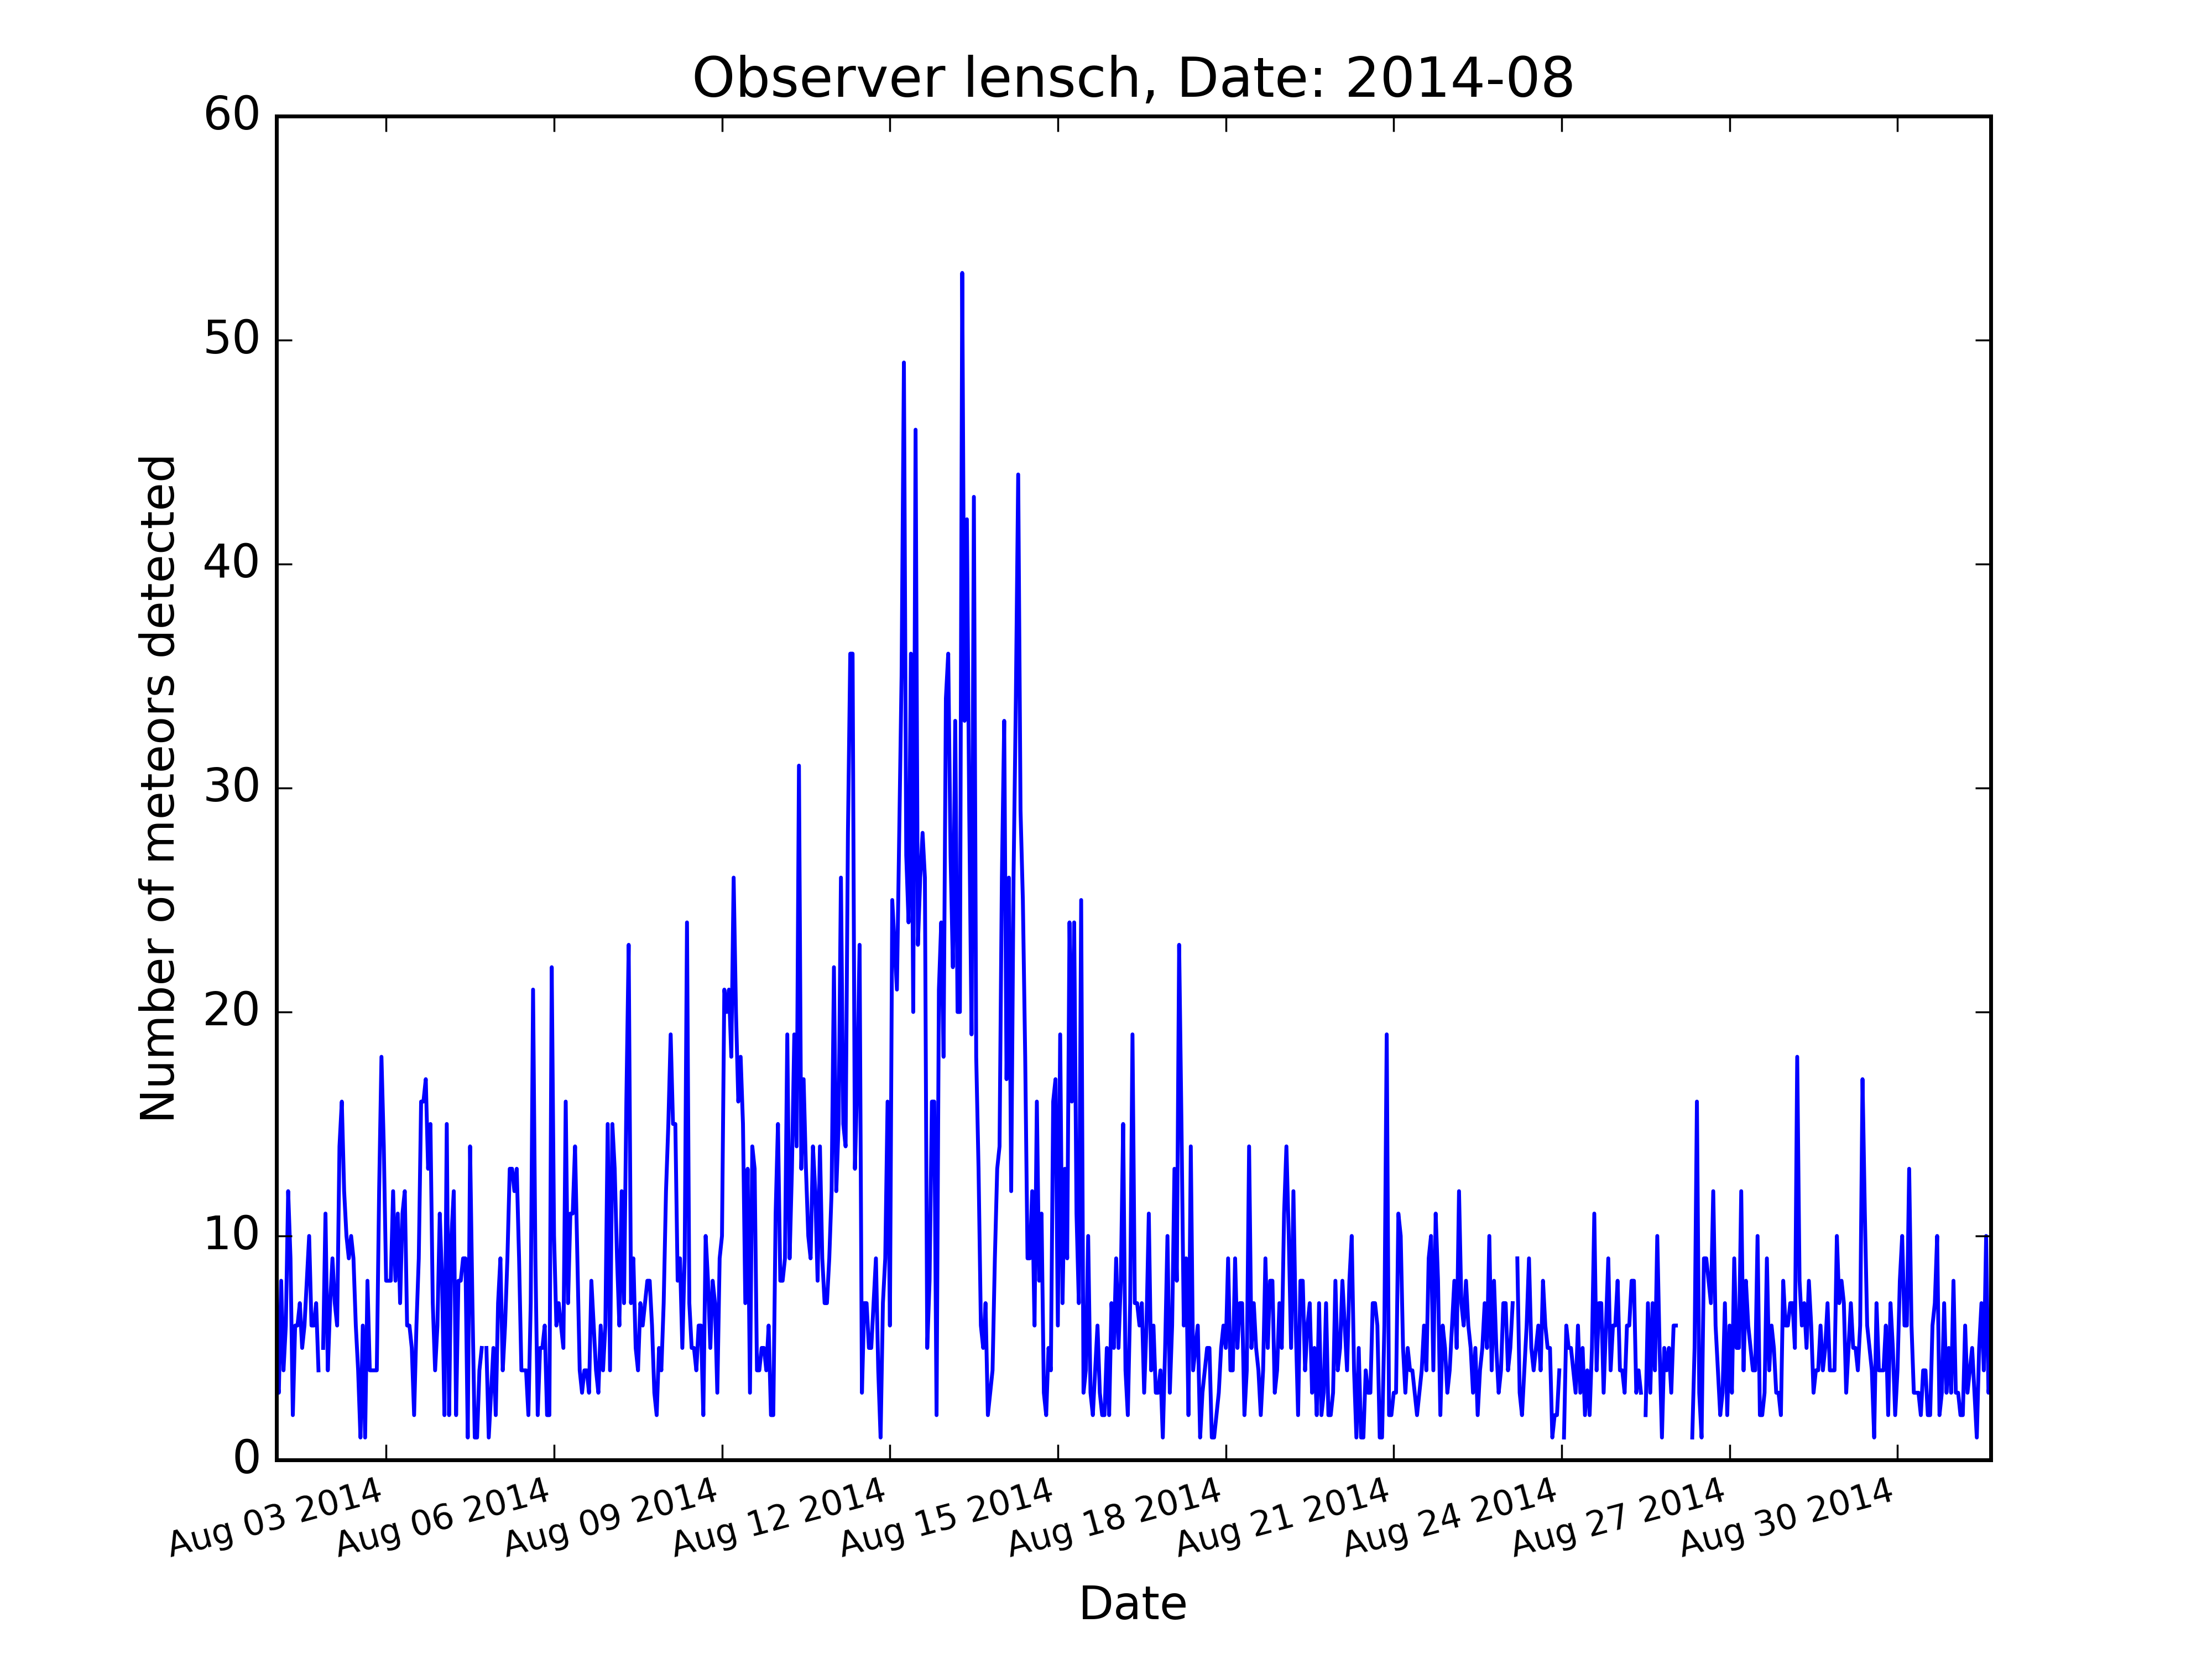 Observer lensch, Date: 2014-08
60
50
40
30
20
10
0
Number of meteors detected
Aug 03 2014
Aug 06 2014
Aug 09 2014
Aug 12 2014
Aug 15 2014
Aug 18 2014
Aug 21 2014
Aug 24 2014
Aug 27 2014
Aug 30 2014
Date